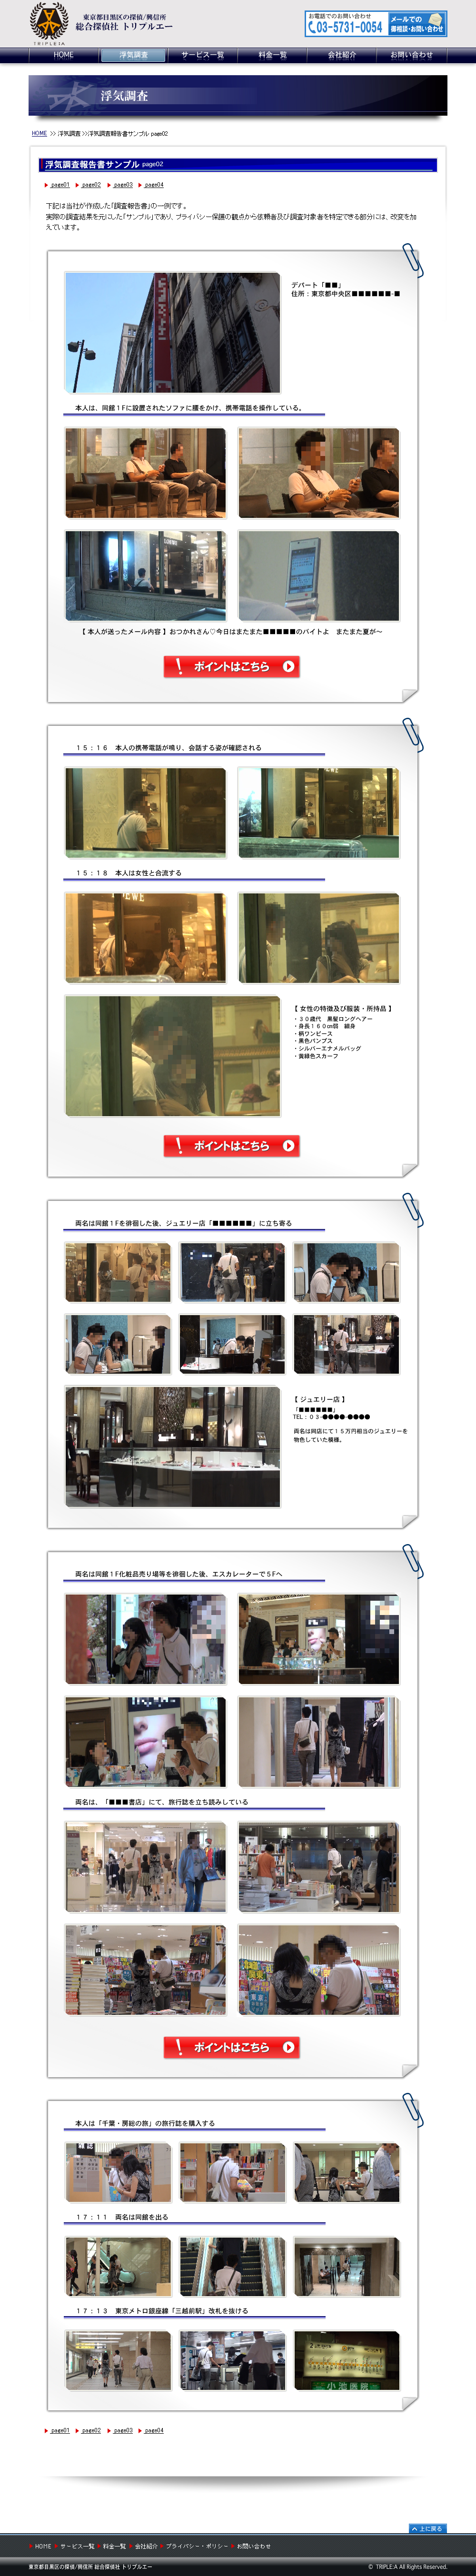 東京都目黒区の探偵/興信所
総合探偵社 トリプルエー
TRIPLE:A
お電話でのお問い合わせ
03-5731-0054
メールでの
御相談・お問い合わせ
HOME 浮気調査 サービス一覧 料金一覧 会社紹介 お問い合わせ
浮気調査
HOME >> 浮気調査 >>浮気調査報告書サンプル page02
浮気調査報告書サンプル page02
page01 page02 page03 page04
下記は当社が作成した「調査報告書」の一例です。
実際の調査結果を元にした「サンプル」であり、プライバシー保護の観点から依頼者及び調査対象者を特定できる部分には、改変を加
えています。
デパート「■■」
住所：東京都中央区■■■■■■-■
本人は、同館１Fに設置されたソファに腰をかけ、携帯電話を操作している。
【 本人が送ったメール内容 】おつかれさん♡今日はまたまた■■■■■のバイトよ　またまた夏が～
！ ポイントはこちら
１５：１６　本人の携帯電話が鳴り、会話する姿が確認される
１５：１８　本人は女性と合流する
【 女性の特徴及び服装・所持品 】
・３０歳代　黒髪ロングヘアー
・身長１６０cm弱　細身
・柄ワンピース
・黒色パンプス
・シルバーエナメルバッグ
・黄緑色スカーフ
！ ポイントはこちら
両名は同館１Fを徘徊した後、ジュエリー店「■■■■■■」に立ち寄る
【 ジュエリー店 】
「■■■■■■」
TEL：０３-●●●●-●●●●
両名は同店にて１５万円相当のジュエリーを
物色していた模様。
両名は同館１F化粧品売り場等を徘徊した後、エスカレーターで５Fへ
両名は、「■■■書店」にて、旅行誌を立ち読みしている
！ ポイントはこちら
本人は「千葉・房総の旅」の旅行誌を購入する
１７：１１　両名は同館を出る
１７：１３　東京メトロ銀座線「三越前駅」改札を抜ける
小池医院
page01 page02 page03 page04
上に戻る
HOME サービス一覧 料金一覧 会社紹介 プライバシー・ポリシー お問い合わせ
東京都目黒区の探偵/興信所 総合探偵社 トリプルエー
© TRIPLE:A All Rights Reserved.